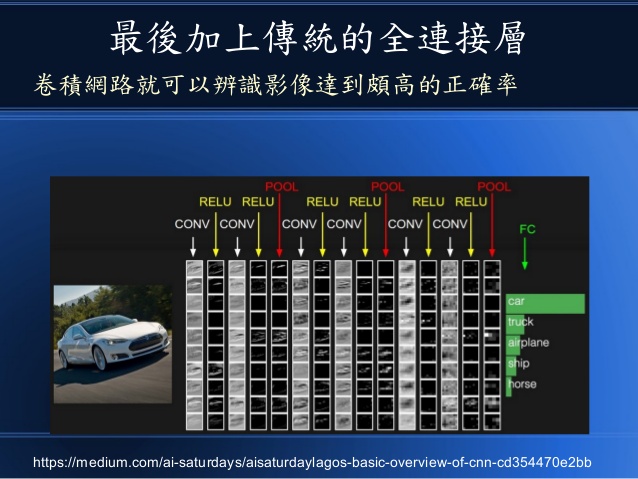 最後加上傳統的全連接層
卷積網路就可以辨識影像達到頗高的正確率
POOL POOL POOL
RELU RELU RELU RELU RELU RELU
CONV CONV CONV CONV CONV CONV
FC
car
truck
airplane
ship
horse
https://medium.com/ai-saturdays/aisaturdaylagos-basic-overview-of-cnn-cd354470e2bb